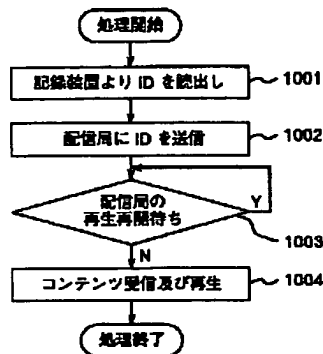 処理開始
記録装置より ID を読出し
1001
配信局に ID を送信
1002
配信局の
再生再開待ち
Y
1003
N
コンテンツ受信及び再生
1004
処理終了